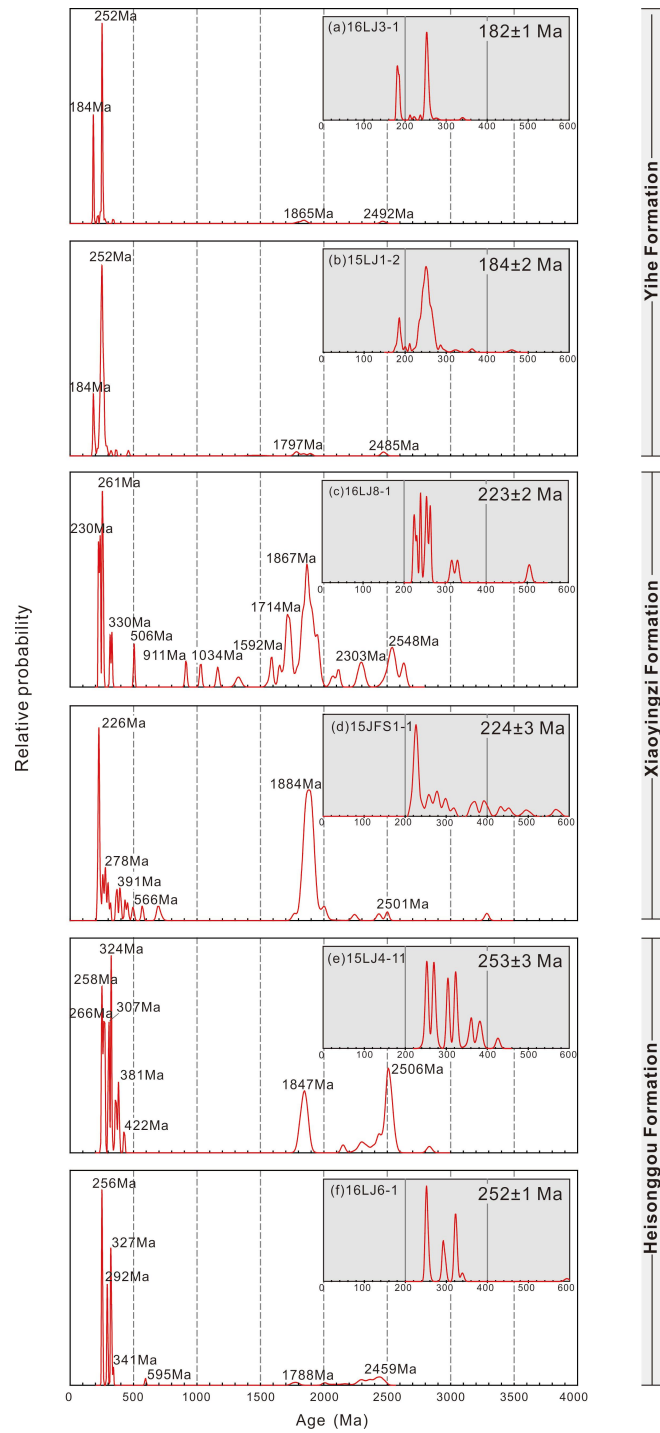 252Ma
(a)16LJ3-1
182±1 Ma
184Ma
0 100 200 300 400 500 600
1865Ma
2492Ma
252Ma
(b)15LJ1-2
184±2 Ma
184Ma
0 100 200 300 400 500 600
1797Ma
2485Ma
Yihe Formation
261Ma
(c)16LJ8-1
223±2 Ma
230Ma
1867Ma
0 100 200 300 400 500 600
1714Ma
330Ma
506Ma
1592Ma
2548Ma
911Ma
1034Ma
2303Ma
226Ma
(d)15JFS1-1
224±3 Ma
1884Ma
0 100 200 300 400 500 600
278Ma
391Ma
566Ma
2501Ma
Xiaoyingzi Formation
Relative probability
324Ma
(e)15LJ4-11
253±3 Ma
258Ma
266Ma
307Ma
0 100 200 300 400 500 600
2506Ma
381Ma
1847Ma
422Ma
256Ma
(f)16LJ6-1
252±1 Ma
327Ma
292Ma
0 100 200 300 400 500 600
341Ma
595Ma
1788Ma
2459Ma
Heisonggou Formation
0 500 1000 1500 2000 2500 3000 3500 4000
Age (Ma)